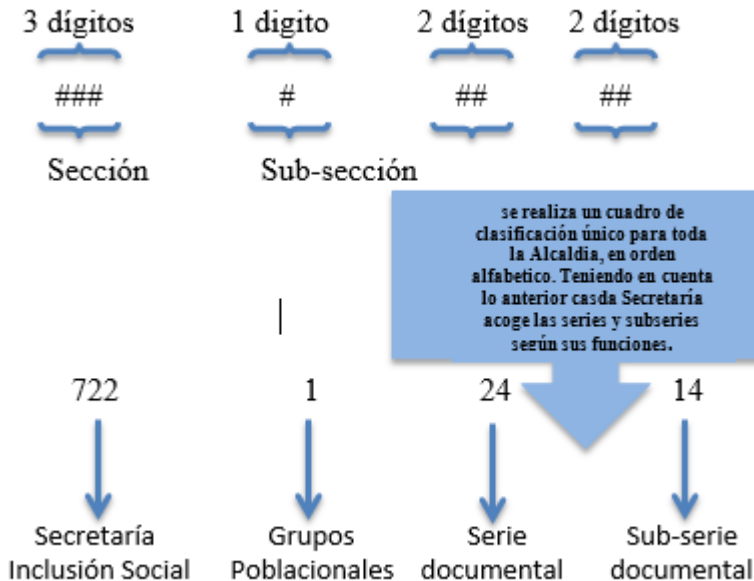 3 dígitos 1 digito 2 dígitos 2 dígitos
### # ## ##
Sección Sub-sección
se realiza un cuadro de
clasificación único para toda
la Alcaldia, en orden
alfabetico. Teniendo en cuenta
lo anterior casda Secretaría
acoge las series y subseries
según sus funciones.
722 1 24 14
Secretaría Grupos Serie Sub-serie
Inclusión Social Poblacionales documental documental